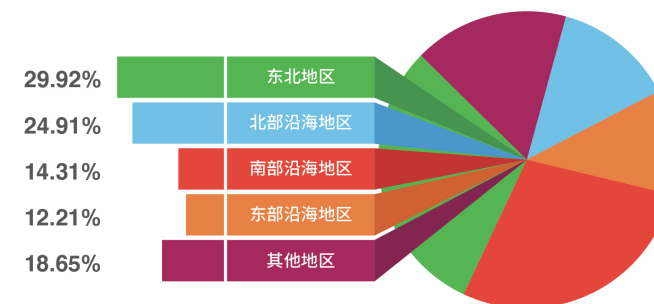 29.92% 东北地区
24.91% 北部沿海地区
14.31% 南部沿海地区
12.21% 东部沿海地区
18.65% 其他地区